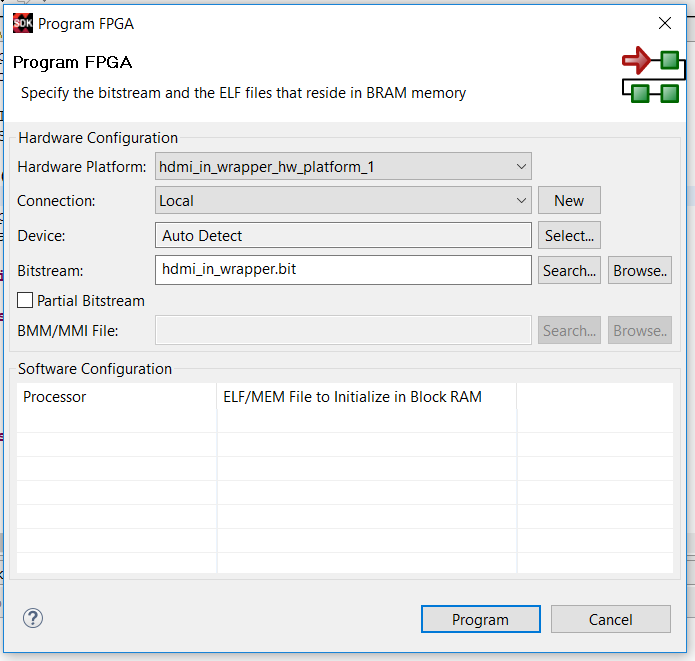 SDK Program FPGA
Program FPGA
Specify the bitstream and the ELF files that reside in BRAM memory
Hardware Configuration
Hardware Platform: hdmi_in_wrapper_hw_platform_1
Connection: Local New
Device: Auto Detect Select...
Bitstream: hdmi_in_wrapper.bit Search... Browse..
Partial Bitstream
BMM/MMI File: Search... Browse..
Software Configuration
Processor ELF/MEM File to Initialize in Block RAM
? Program Cancel